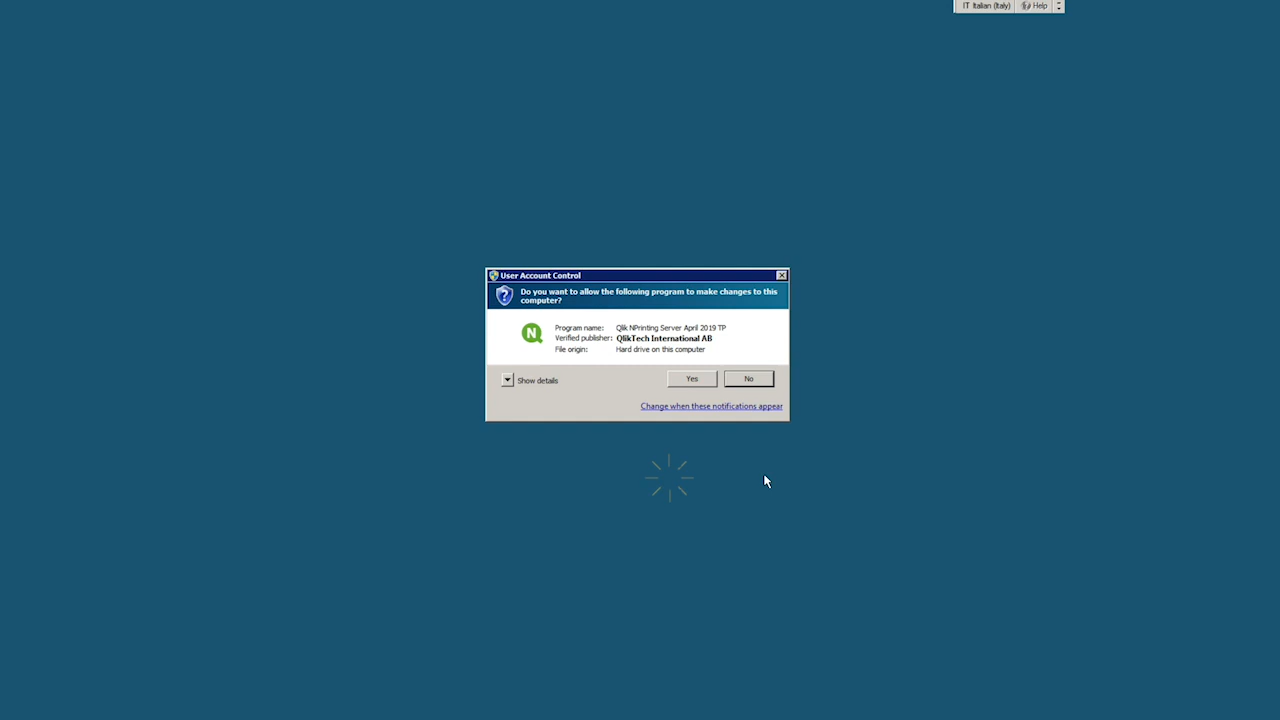 IT Italian (Italy) Help
User Account Control
Do you want to allow the following program to make changes to this
computer?
Program name: Qlik NPrinting Server April 2019 TP
Verified publisher: QlikTech International AB
File origin: Hard drive on this computer
Show details
Yes
No
Change when these notifications appear